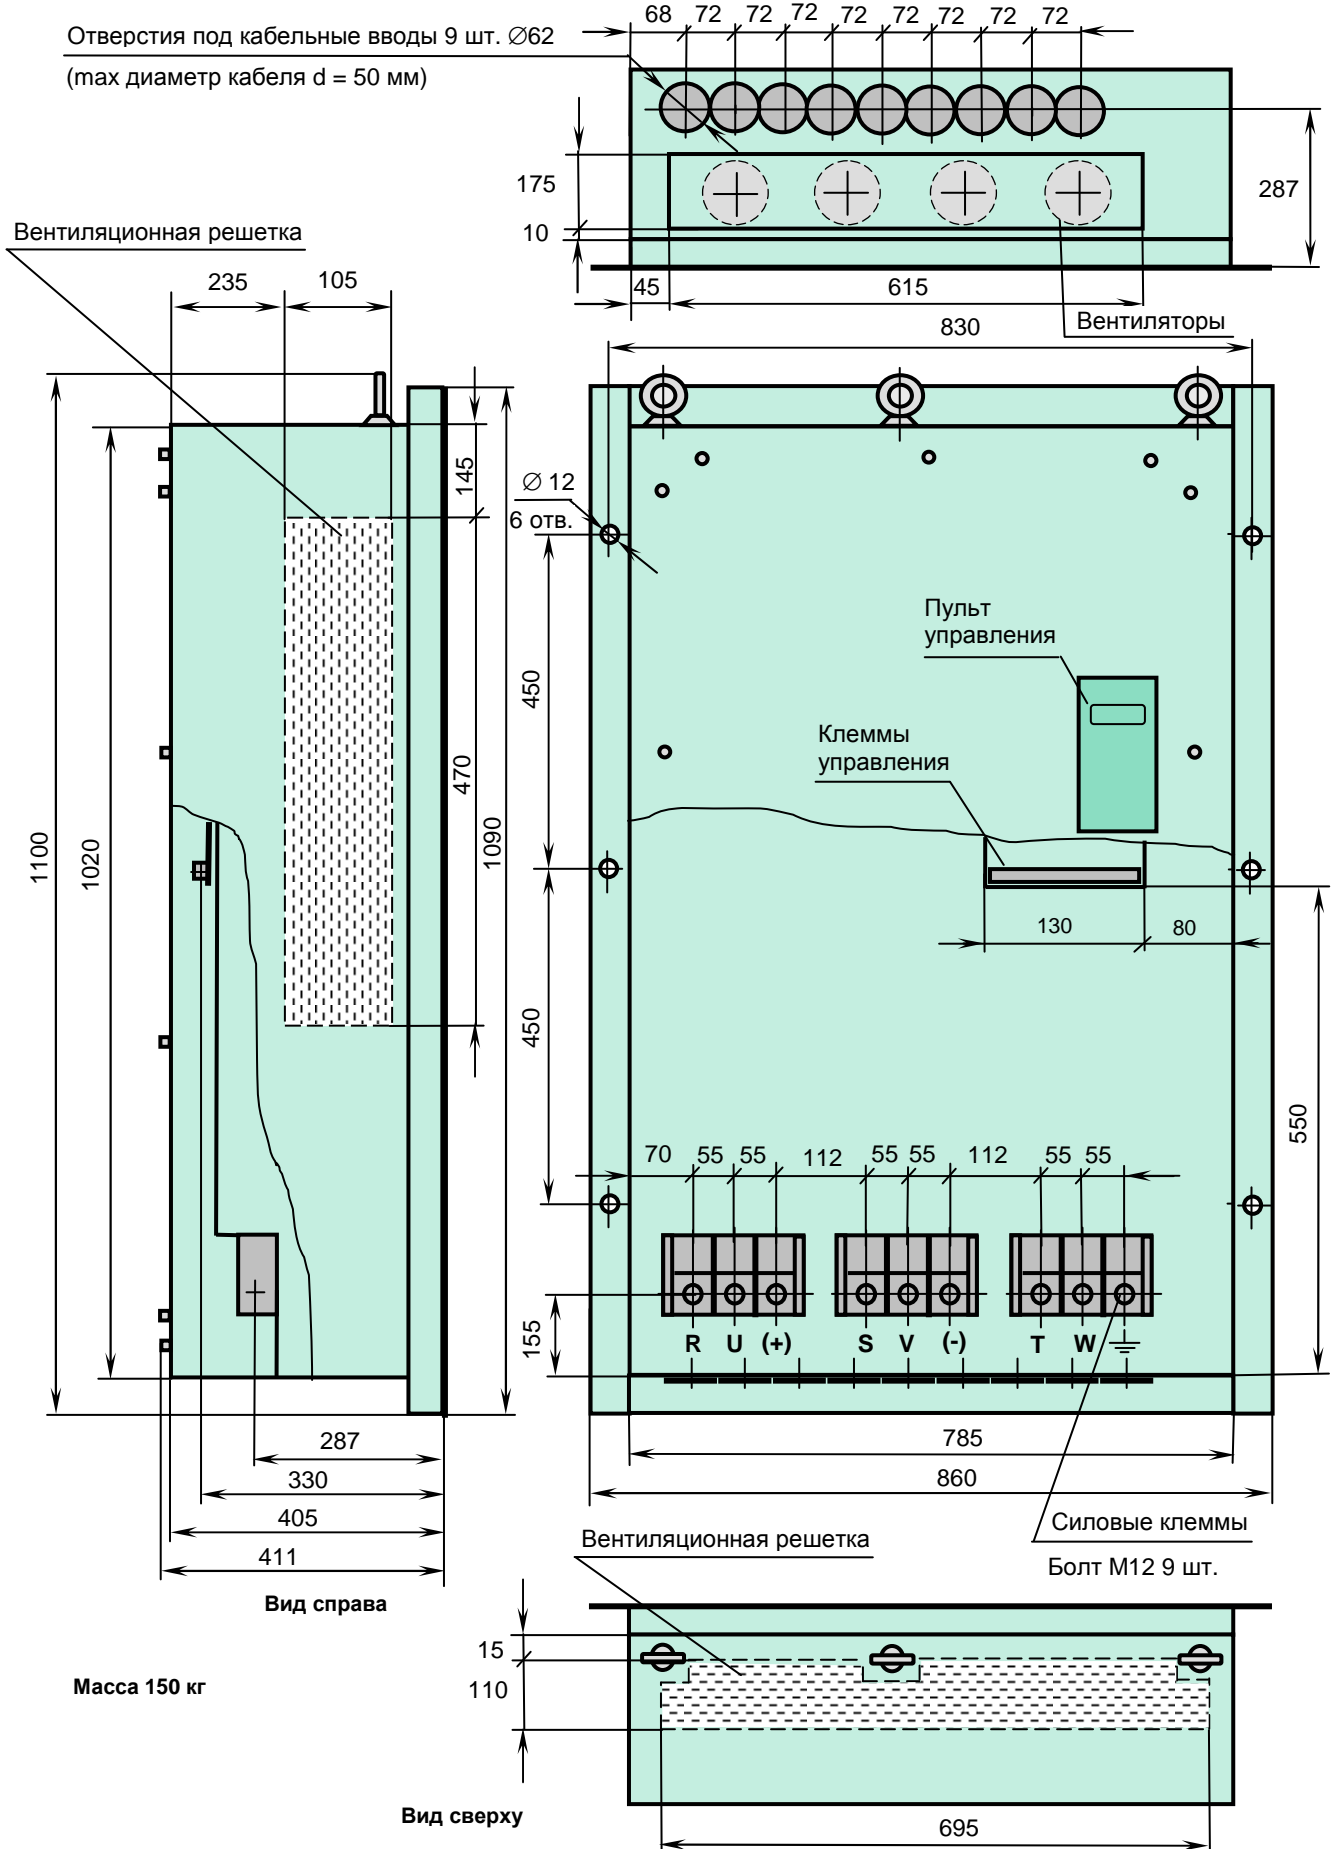 68 72 72 72 72 72 72 72 72
Отверстия под кабельные вводы 9 шт. ∅62
(max диаметр кабеля d = 50 мм)
175
287
10
Вентиляционная решетка
45
615
235
105
Вентиляторы
830
145
∅ 12
6 отв.
Пульт
управления
450
Клеммы
управления
470
1100
1020
1090
130
80
450
550
70 55 55 112 55 55 112 55 55
155
R U (+) S V (-) T W
287
785
330
860
405
Силовые клеммы
411
Вентиляционная решетка
Болт М12 9 шт.
Вид справа
15
Масса 150 кг
110
Вид сверху
695